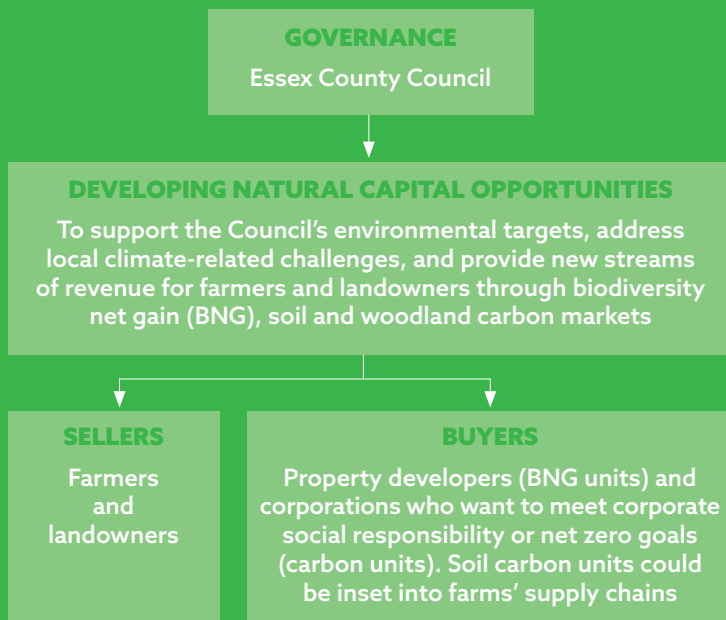 GOVERNANCE
Essex County Council
DEVELOPING NATURAL CAPITAL OPPORTUNITIES
To support the Council’s environmental targets, address
local climate-related challenges, and provide new streams
of revenue for farmers and landowners through biodiversity
net gain (BNG), soil and woodland carbon markets
SELLERS
Farmers
and
landowners
BUYERS
Property developers (BNG units) and
corporations who want to meet corporate
social responsibility or net zero goals
(carbon units). Soil carbon units could
be inset into farms’ supply chains